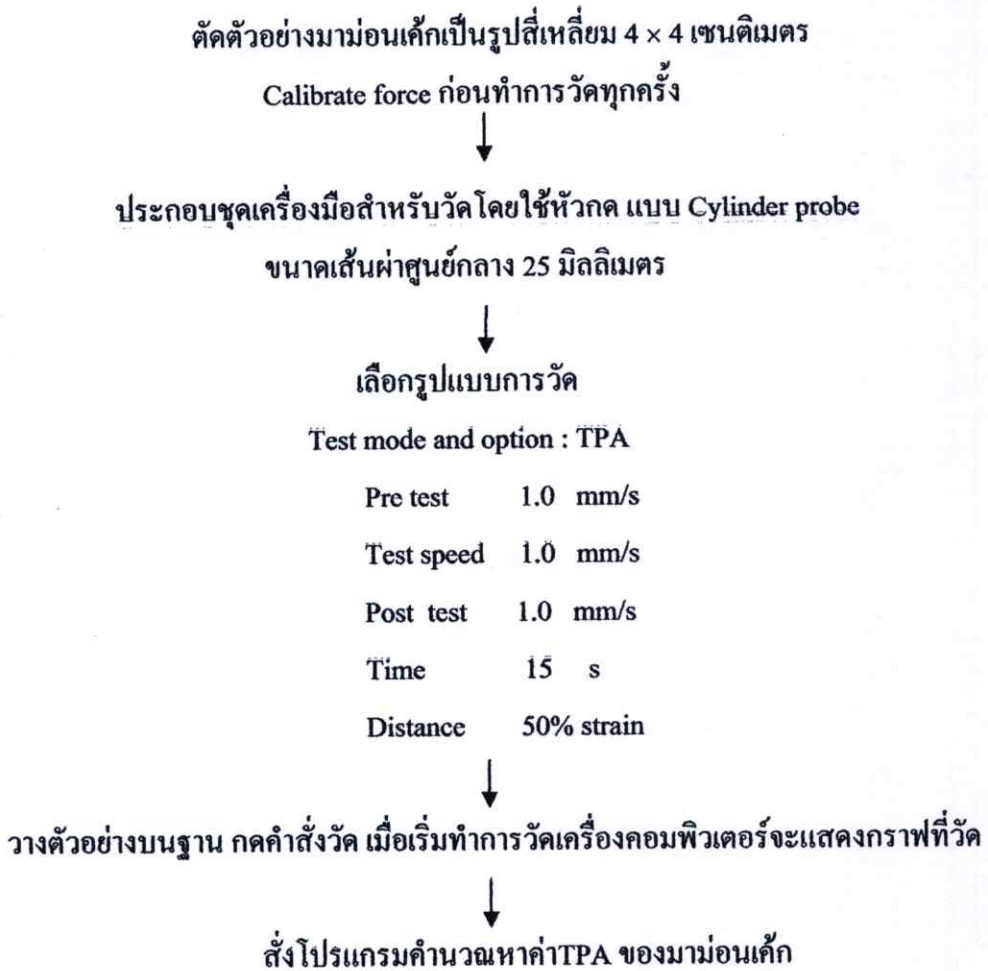 ตัดตัวอย่างมาม่อนเค้กเป็นรูปสี่เหลี่ยม 4 × 4 เซนติเมตร
Calibrate force ก่อนทำการวัดทุกครั้ง
ประกอบชุดเครื่องมือสำหรับวัดโดยใช้หัวกด แบบ Cylinder probe
ขนาดเส้นผ่าศูนย์กลาง 25 มิลลิเมตร
เลือกรูปแบบการวัด
Test mode and option : TPA
Pre test 1.0 mm/s
Test speed 1.0 mm/s
Post test 1.0 mm/s
Time 15 s
Distance 50% strain
วางตัวอย่างบนฐาน กดคำสั่งวัด เมื่อเริ่มทำการวัดเครื่องคอมพิวเตอร์จะแสดงกราฟที่วัด
สั่งโปรแกรมคำนวณหาค่าTPA ของมาม่อนเค้ก